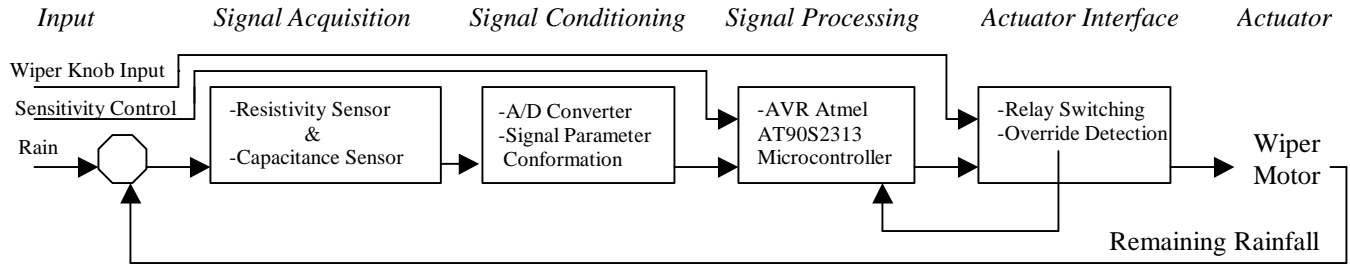 Input Signal Acquisition Signal Conditioning Signal Processing Actuator Interface Actuator
Wiper Knob Input
Sensitivity Control
Rain
-Resistivity Sensor
&
-Capacitance Sensor
-A/D Converter
-Signal Parameter
Conformation
-AVR Atmel
AT90S2313
Microcontroller
-Relay Switching
-Override Detection
Wiper
Motor
Remaining Rainfall